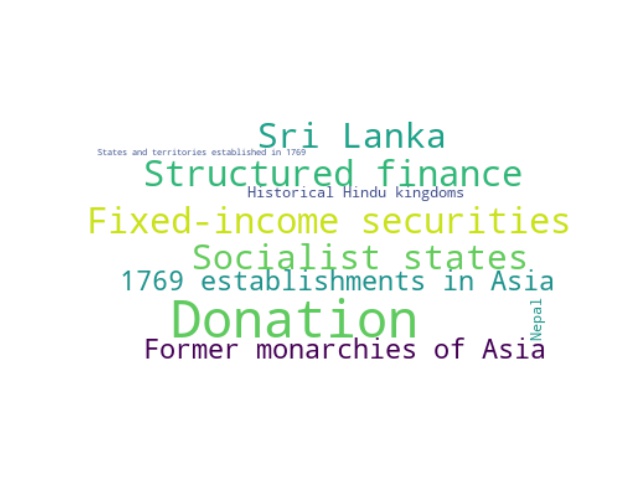 Sri Lanka
States and territories established in 1769
Structured finance
Historical Hindu kingdoms
Fixed-income securities
Socialist states
1769 establishments in Asia
Donation
Nepal
Former monarchies of Asia